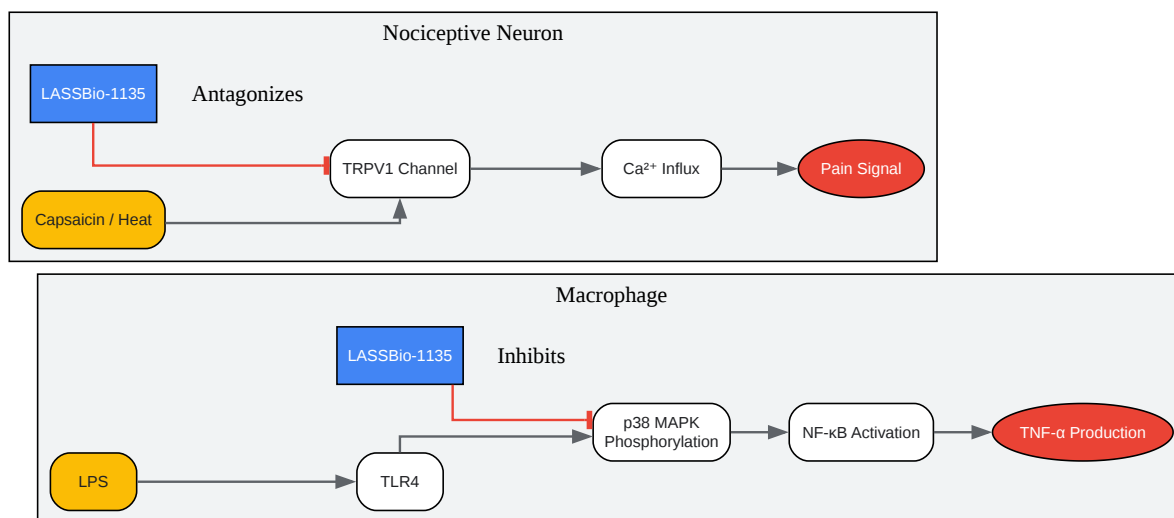 Nociceptive Neuron
LASSBio-1135
Antagonizes
TRPV1 Channel
Ca²⁺ Influx
Pain Signal
Capsaicin / Heat
Macrophage
LASSBio-1135
Inhibits
p38 MAPK
Phosphorylation
NF-κB Activation
TNF-α Production
LPS
TLR4